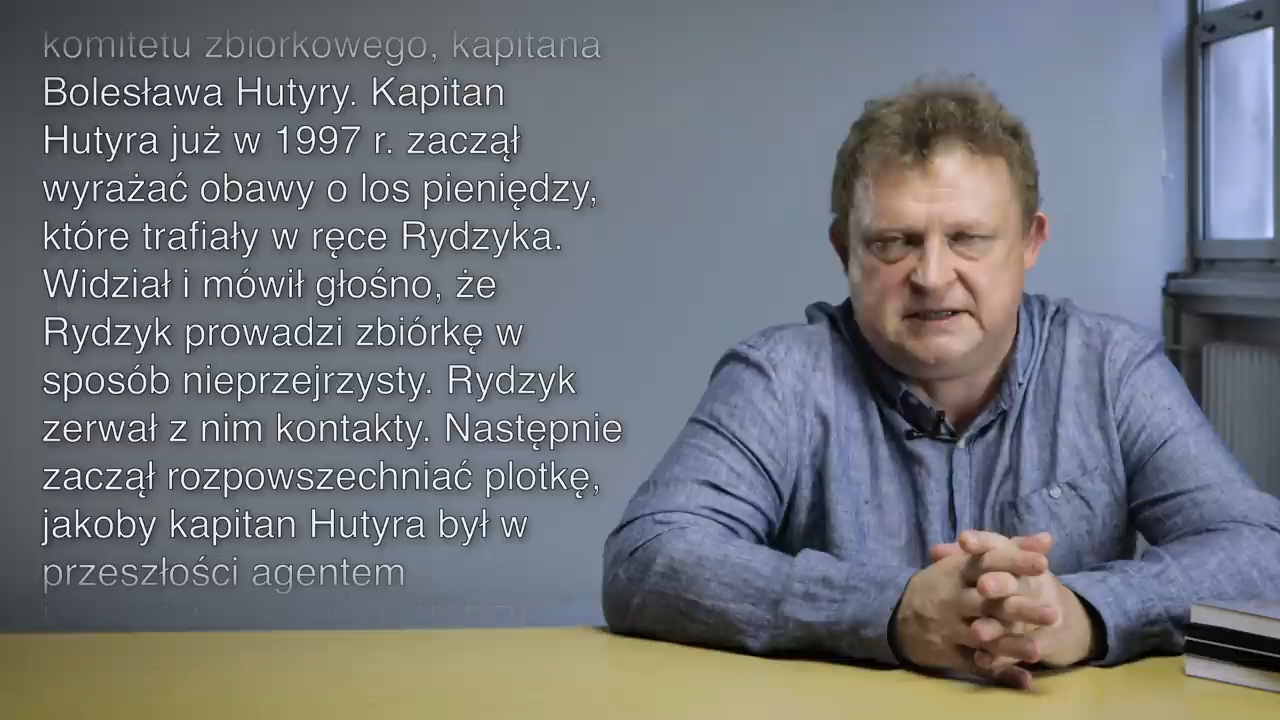 komitetu zbiórkowego, kapitana
Bolesława Hutyry. Kapitan
Hutyra już w 1997 r. zaczął
wyrażać obawy o los pieniędzy,
które trafiały w ręce Rydzyka.
Widział i mówił głośno, że
Rydzyk prowadzi zbiórkę w
sposób nieprzejrzysty. Rydzyk
zerwał z nim kontakty. Następnie
zaczął rozpowszechniać plotkę,
jakoby kapitan Hutyra był w
przeszłości agentem